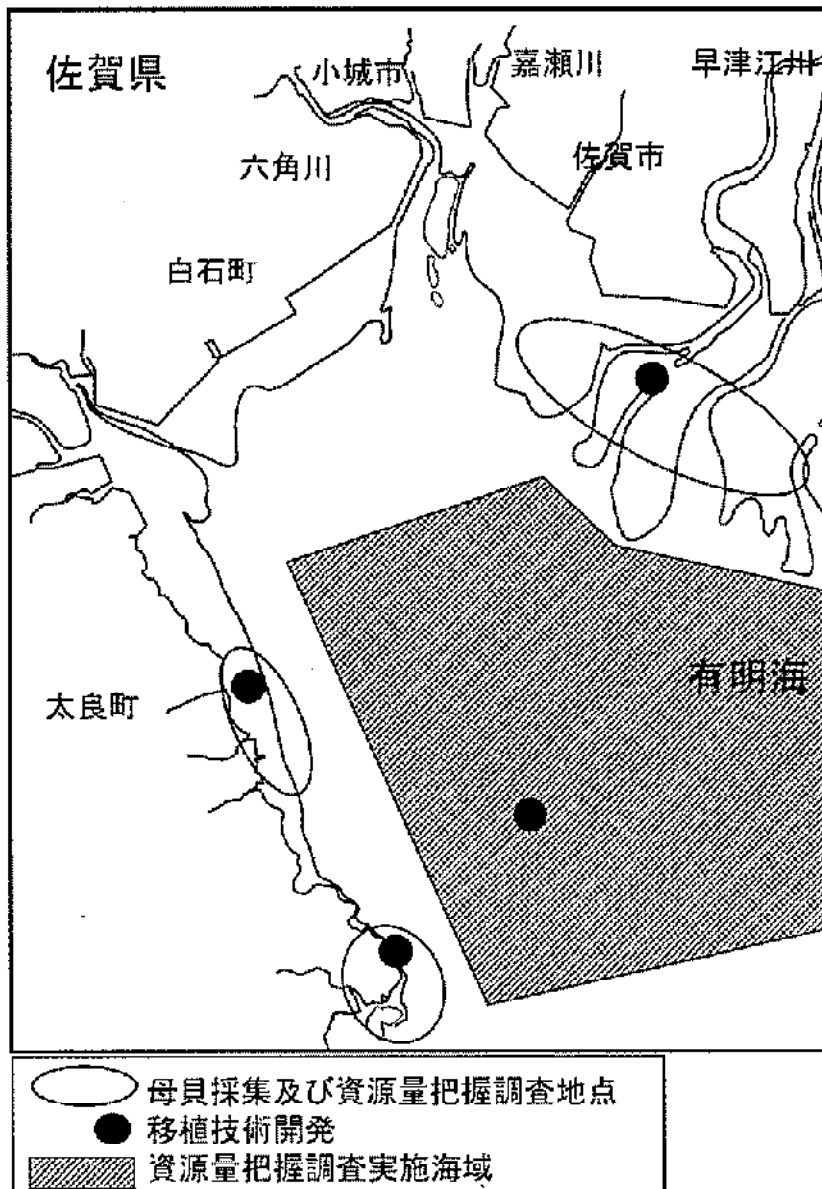 佐賀県
小城市
嘉瀬川
早津江川
六角川
佐賀市
白石町
有明海
太良町
母貝採集及び資源量把握調査地点
移植技術開発
資源量把握調査実施海域